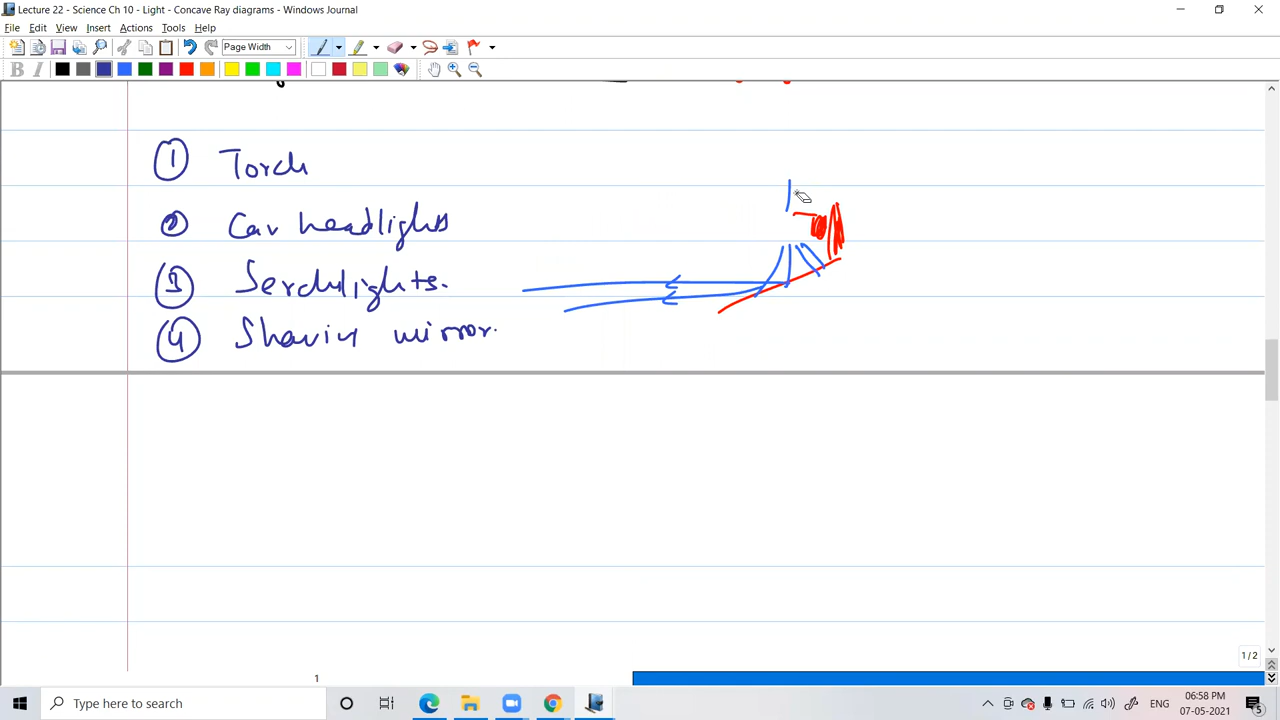 Lecture 22 - Science Ch 10 - Light - Concave Ray diagrams - Windows Journal
File Edit View Insert Actions Tools Help
Page Width
B I
① Torch
② Car headlights
③ Serchlights.
④ Shavin mirror.
1/2
1
Type here to search
ENG
06:58 PM
07-05-2021
5